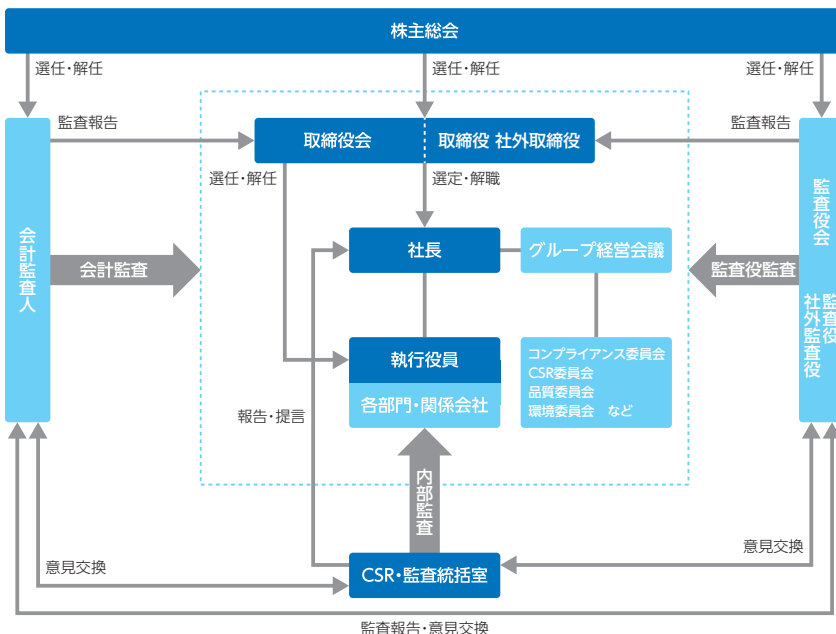 株主総会
選任・解任
選任・解任
選任・解任
監査報告
監査報告
取締役会
取締役 社外取締役
選任・解任
選定・解職
会計監査人
会計監査
社長
グループ経営会議
監査役監査
監査役会
監査役
社外監査役
執行役員
各部門・関係会社
コンプライアンス委員会
CSR委員会
品質委員会
環境委員会　など
報告・提言
内部監査
意見交換
CSR・監査統括室
意見交換
監査報告・意見交換